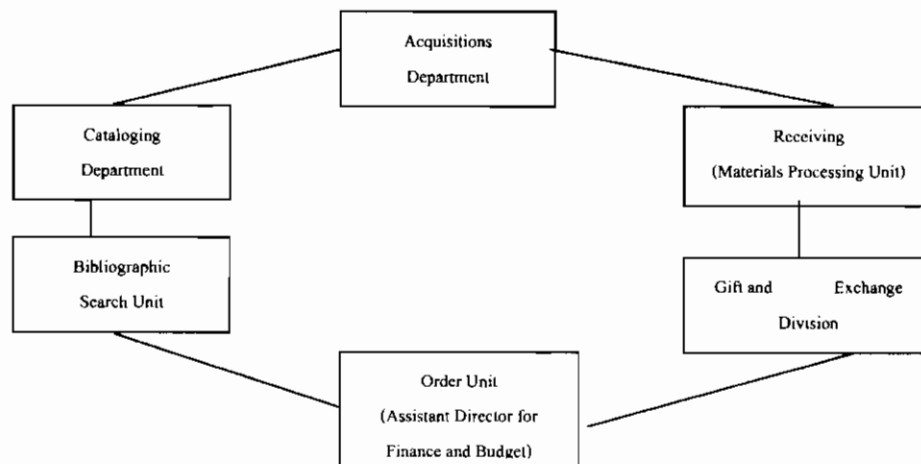 Acquisitions
Department
Cataloging
Department
Receiving
(Materials Processing Unit)
Bibliographic
Search Unit
Gift and Exchange
Division
Order Unit
(Assistant Director for
Finance and Budget)